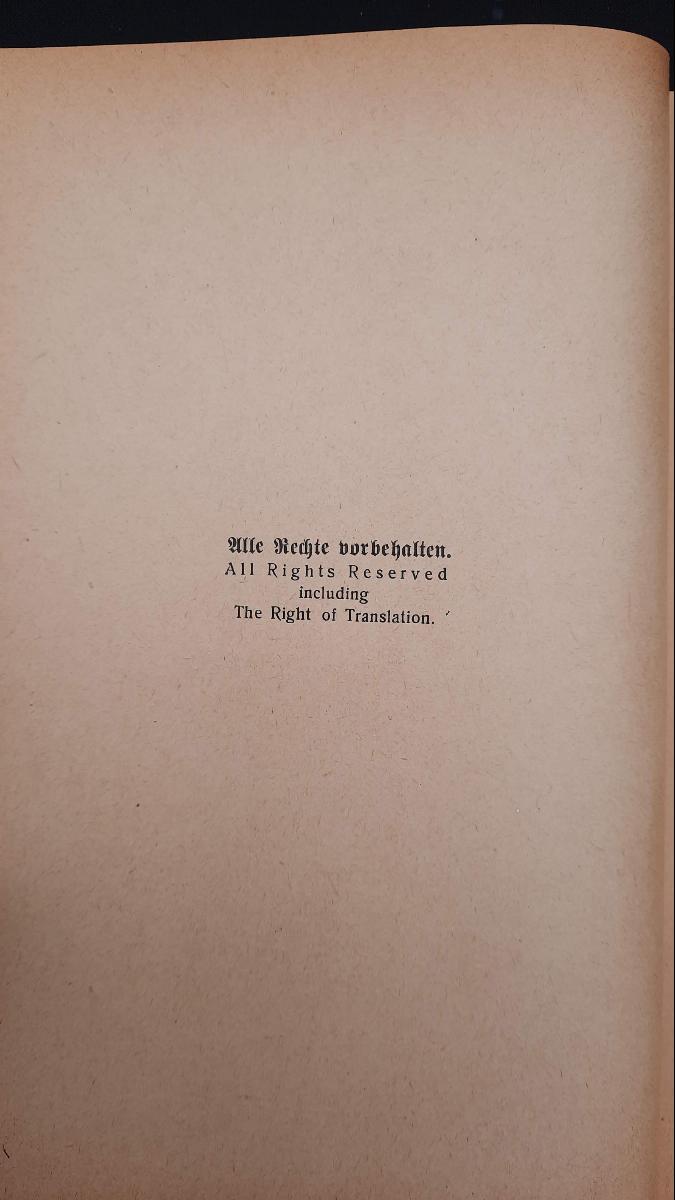 Alle Rechte vorbehalten.
All Rights Reserved
including
The Right of Translation.